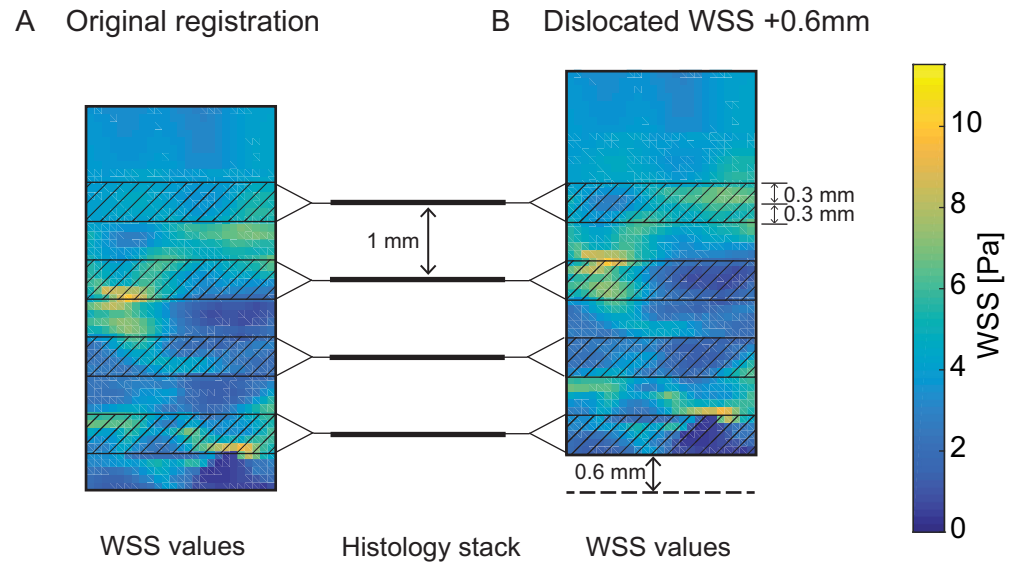 A Original registration
B Dislocated WSS +0.6mm
1 mm
0.3 mm
0.3 mm
0.6 mm
10
8
6
4
2
0
WSS [Pa]
WSS values
Histology stack
WSS values